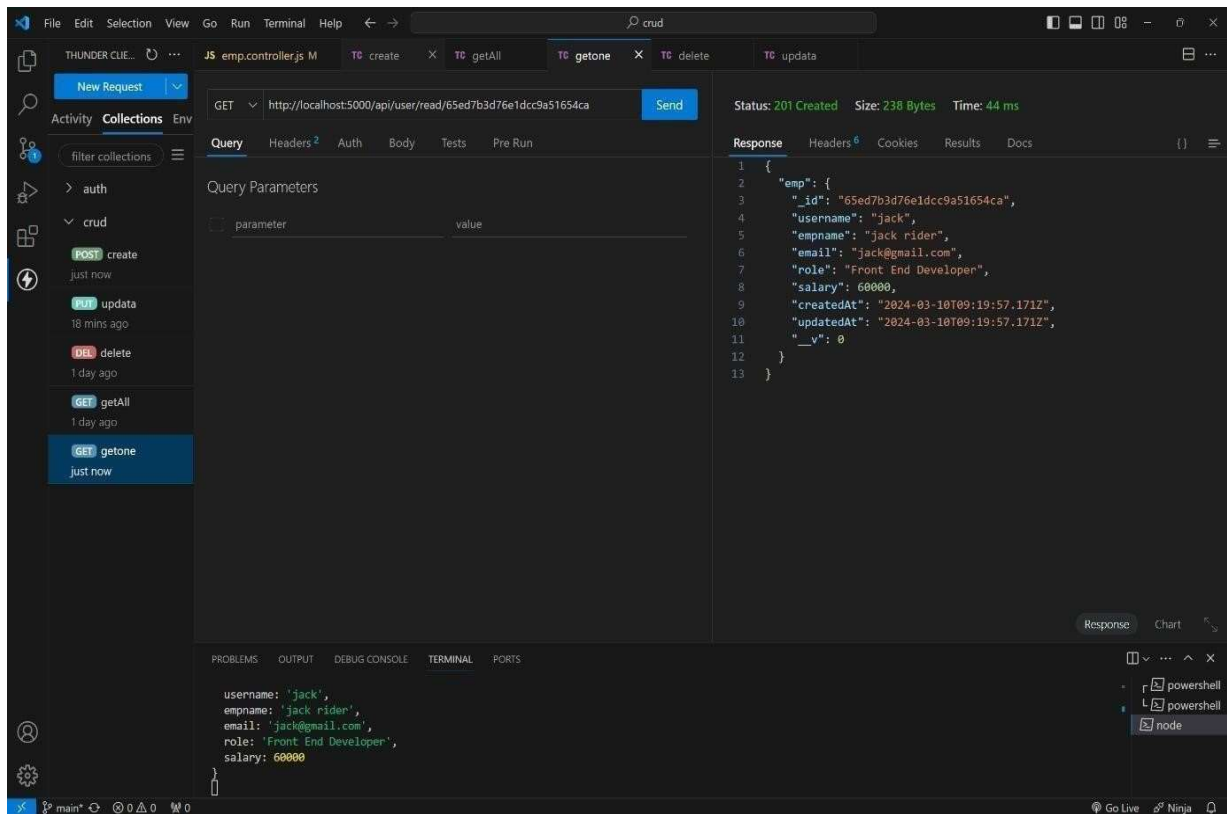 File Edit Selection View Go Run Terminal Help ← → crud
THUNDER CLIE... ···
JS emp.controller.js M TC create × TC getAll TC getone × TC delete TC updata ···
New Request
Activity Collections Env
filter collections
> auth
crud
POST create
just now
PUT updata
18 mins ago
DEL delete
1 day ago
GET getAll
1 day ago
GET getone
just now
GET http://localhost:5000/api/user/read/65ed7b3d76e1dcc9a51654ca Send
Query Headers 2 Auth Body Tests Pre Run
Query Parameters
parameter value
Status: 201 Created Size: 238 Bytes Time: 44 ms
Response Headers 6 Cookies Results Docs {}
1 {
2 "emp": {
3 "_id": "65ed7b3d76e1dcc9a51654ca",
4 "username": "jack",
5 "empname": "jack rider",
6 "email": "jack@gmail.com",
7 "role": "Front End Developer",
8 "salary": 60000,
9 "createdAt": "2024-03-10T09:19:57.171Z",
10 "updatedAt": "2024-03-10T09:19:57.171Z",
11 "__v": 0
12 }
13 }
Response Chart
PROBLEMS OUTPUT DEBUG CONSOLE TERMINAL PORTS
username: 'jack',
empname: 'jack rider',
email: 'jack@gmail.com',
role: 'Front End Developer',
salary: 60000
}
powershell
powershell
node
main* 0 0 0
Go Live Ninja